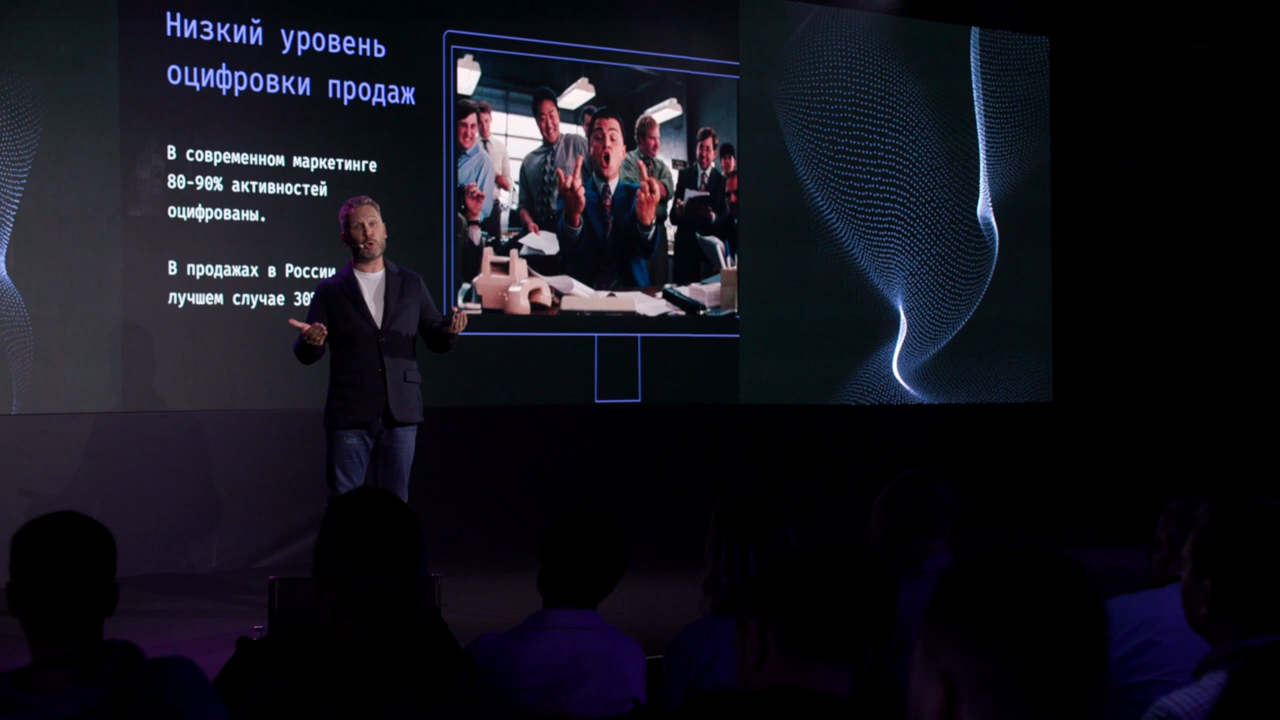 Низкий уровень
оцифровки продаж
В современном маркетинге
80-90% активностей
оцифрованы.
В продажах в России
лучшем случае